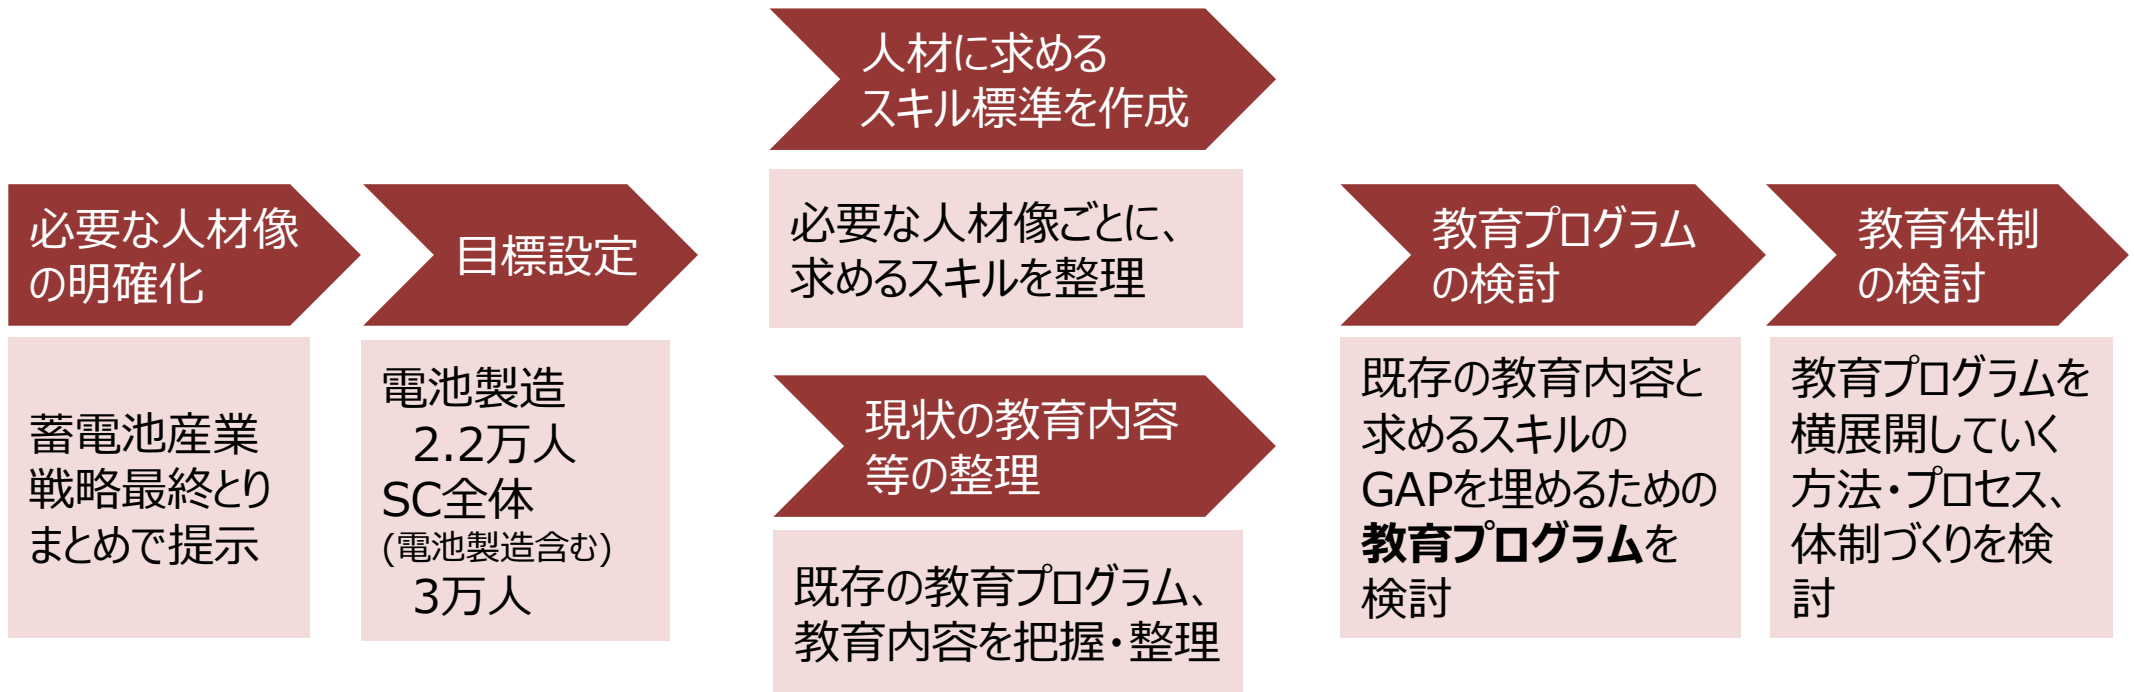 必要な人材像
の明確化
蓄電池産業
戦略最終とり
まとめで提示
目標設定
電池製造
2.2万人
SC全体
(電池製造含む)
3万人
人材に求める
スキル標準を作成
必要な人材像ごとに、
求めるスキルを整理
現状の教育内容
等の整理
既存の教育プログラム、
教育内容を把握・整理
教育プログラム
の検討
既存の教育内容と
求めるスキルの
GAPを埋めるための
教育プログラムを
検討
教育体制
の検討
教育プログラムを
横展開していく
方法・プロセス、
体制づくりを検
討